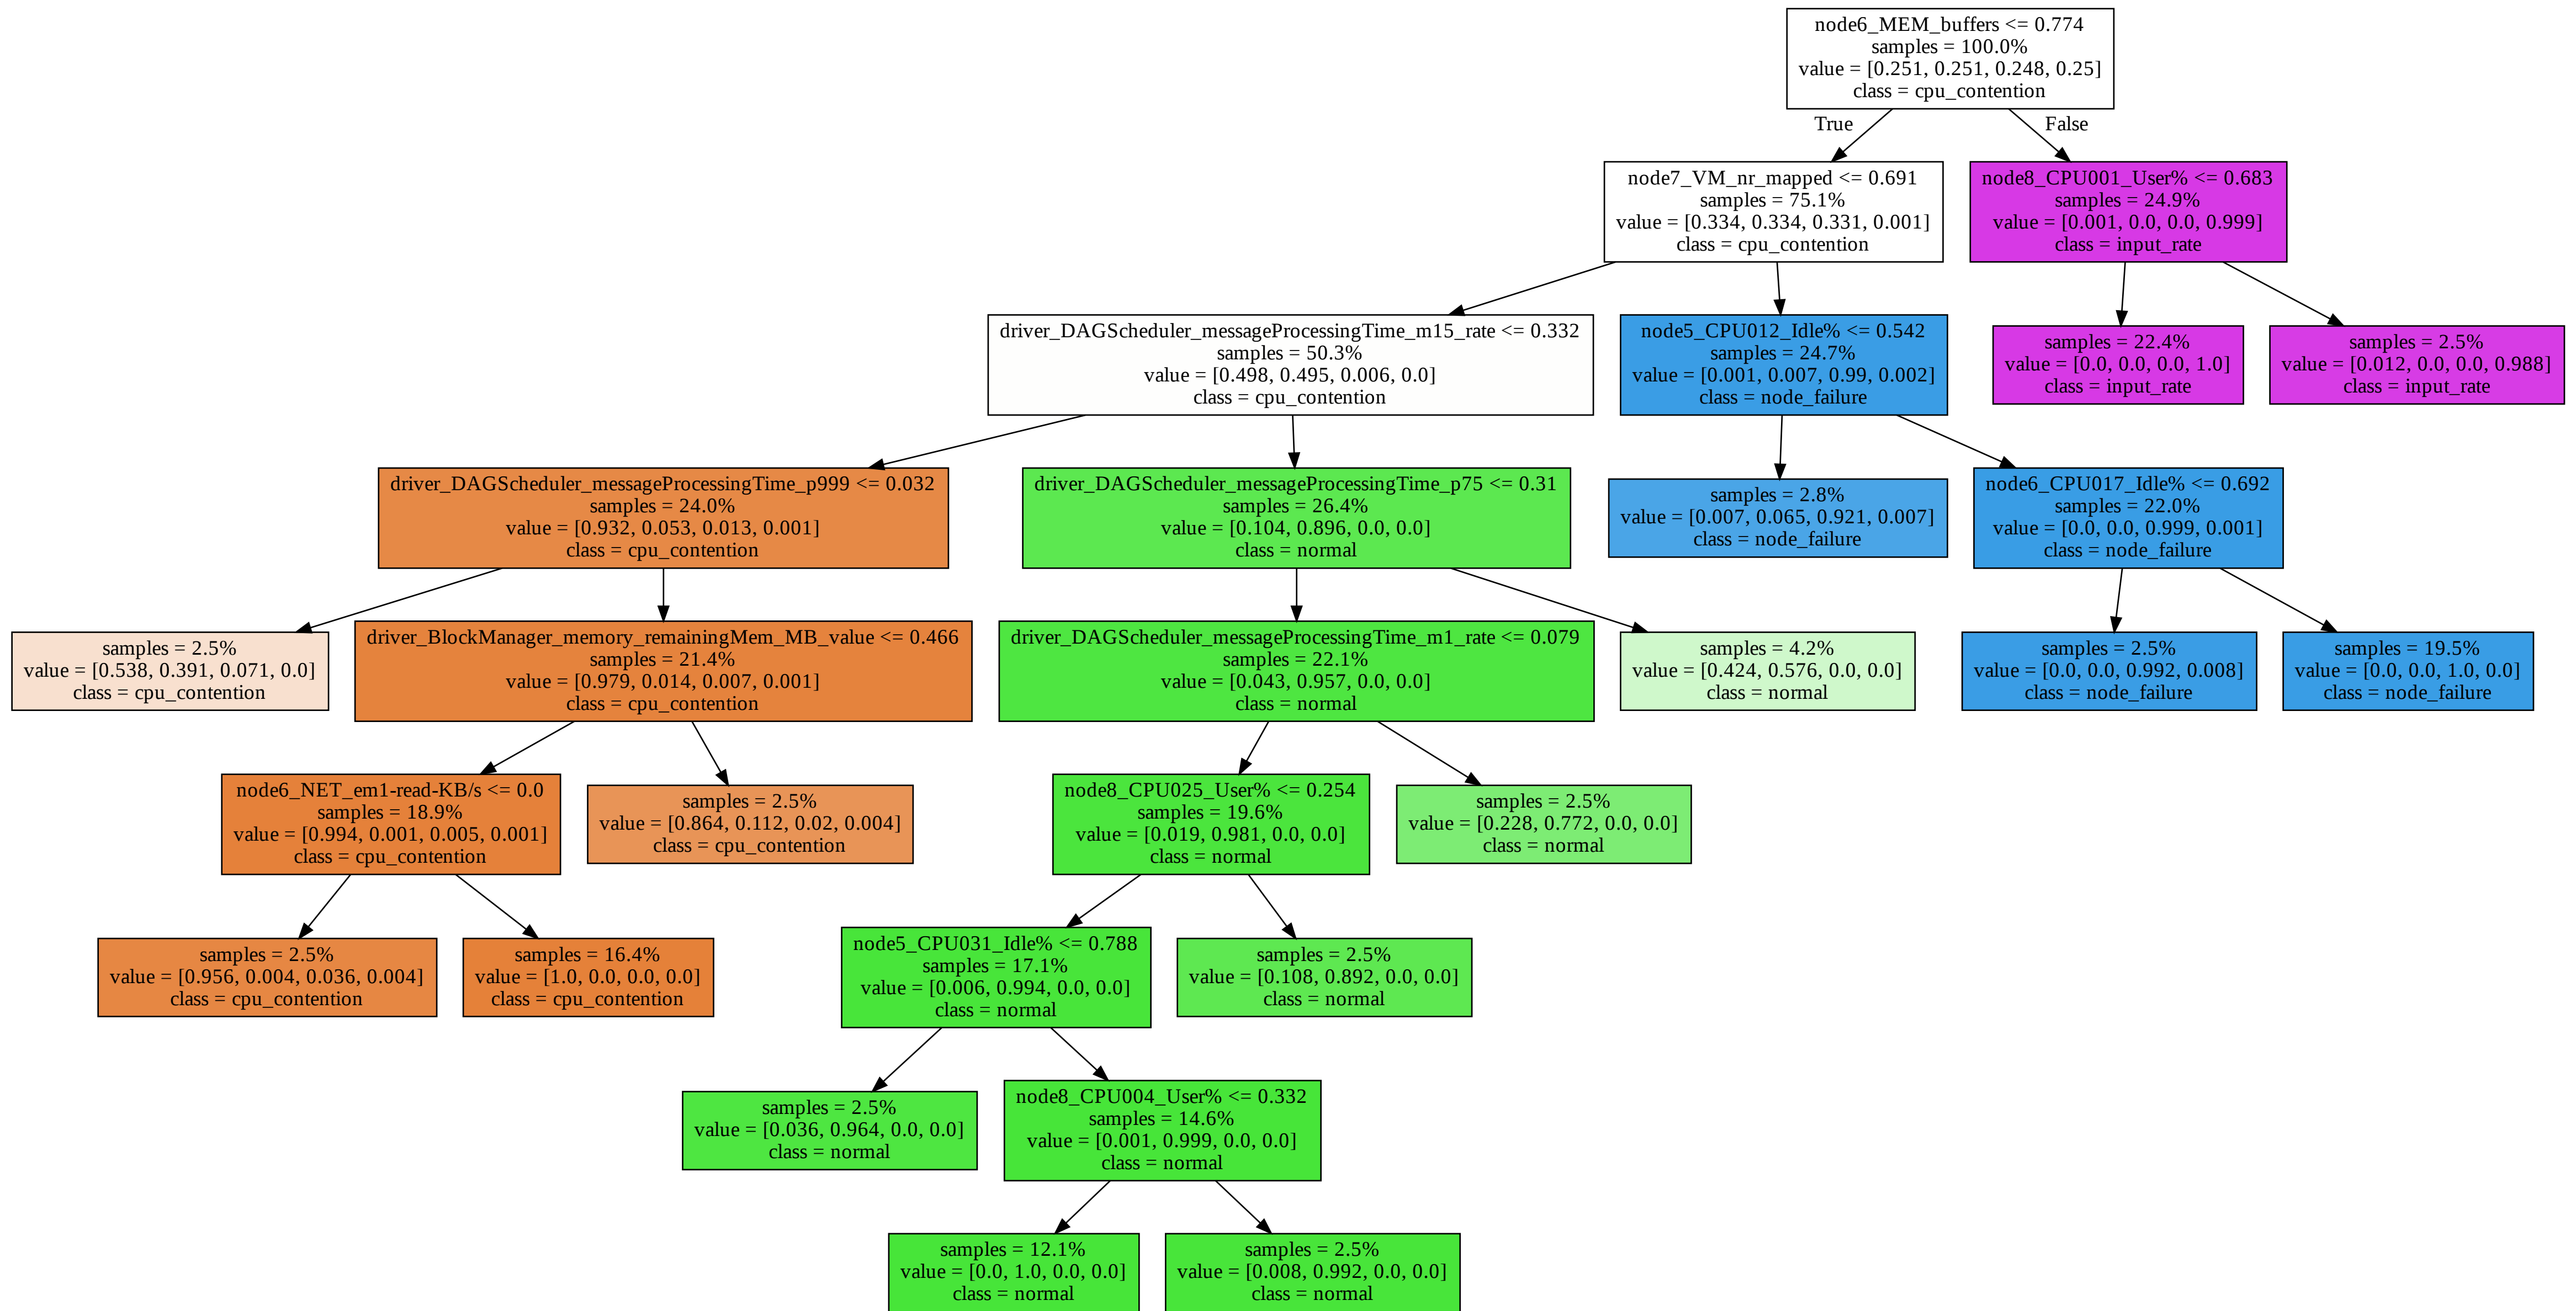 node6_MEM_buffers <= 0.774
samples = 100.0%
value = [0.251, 0.251, 0.248, 0.25]
class = cpu_contention
True
False
node7_VM_nr_mapped <= 0.691
samples = 75.1%
value = [0.334, 0.334, 0.331, 0.001]
class = cpu_contention
node8_CPU001_User% <= 0.683
samples = 24.9%
value = [0.001, 0.0, 0.0, 0.999]
class = input_rate
driver_DAGScheduler_messageProcessingTime_m15_rate <= 0.332
samples = 50.3%
value = [0.498, 0.495, 0.006, 0.0]
class = cpu_contention
node5_CPU012_Idle% <= 0.542
samples = 24.7%
value = [0.001, 0.007, 0.99, 0.002]
class = node_failure
samples = 22.4%
value = [0.0, 0.0, 0.0, 1.0]
class = input_rate
samples = 2.5%
value = [0.012, 0.0, 0.0, 0.988]
class = input_rate
driver_DAGScheduler_messageProcessingTime_p999 <= 0.032
samples = 24.0%
value = [0.932, 0.053, 0.013, 0.001]
class = cpu_contention
driver_DAGScheduler_messageProcessingTime_p75 <= 0.31
samples = 26.4%
value = [0.104, 0.896, 0.0, 0.0]
class = normal
samples = 2.8%
value = [0.007, 0.065, 0.921, 0.007]
class = node_failure
node6_CPU017_Idle% <= 0.692
samples = 22.0%
value = [0.0, 0.0, 0.999, 0.001]
class = node_failure
samples = 2.5%
value = [0.538, 0.391, 0.071, 0.0]
class = cpu_contention
driver_BlockManager_memory_remainingMem_MB_value <= 0.466
samples = 21.4%
value = [0.979, 0.014, 0.007, 0.001]
class = cpu_contention
driver_DAGScheduler_messageProcessingTime_m1_rate <= 0.079
samples = 22.1%
value = [0.043, 0.957, 0.0, 0.0]
class = normal
samples = 4.2%
value = [0.424, 0.576, 0.0, 0.0]
class = normal
samples = 2.5%
value = [0.0, 0.0, 0.992, 0.008]
class = node_failure
samples = 19.5%
value = [0.0, 0.0, 1.0, 0.0]
class = node_failure
node6_NET_em1-read-KB/s <= 0.0
samples = 18.9%
value = [0.994, 0.001, 0.005, 0.001]
class = cpu_contention
samples = 2.5%
value = [0.864, 0.112, 0.02, 0.004]
class = cpu_contention
node8_CPU025_User% <= 0.254
samples = 19.6%
value = [0.019, 0.981, 0.0, 0.0]
class = normal
samples = 2.5%
value = [0.228, 0.772, 0.0, 0.0]
class = normal
samples = 2.5%
value = [0.956, 0.004, 0.036, 0.004]
class = cpu_contention
samples = 16.4%
value = [1.0, 0.0, 0.0, 0.0]
class = cpu_contention
node5_CPU031_Idle% <= 0.788
samples = 17.1%
value = [0.006, 0.994, 0.0, 0.0]
class = normal
samples = 2.5%
value = [0.108, 0.892, 0.0, 0.0]
class = normal
samples = 2.5%
value = [0.036, 0.964, 0.0, 0.0]
class = normal
node8_CPU004_User% <= 0.332
samples = 14.6%
value = [0.001, 0.999, 0.0, 0.0]
class = normal
samples = 12.1%
value = [0.0, 1.0, 0.0, 0.0]
class = normal
samples = 2.5%
value = [0.008, 0.992, 0.0, 0.0]
class = normal